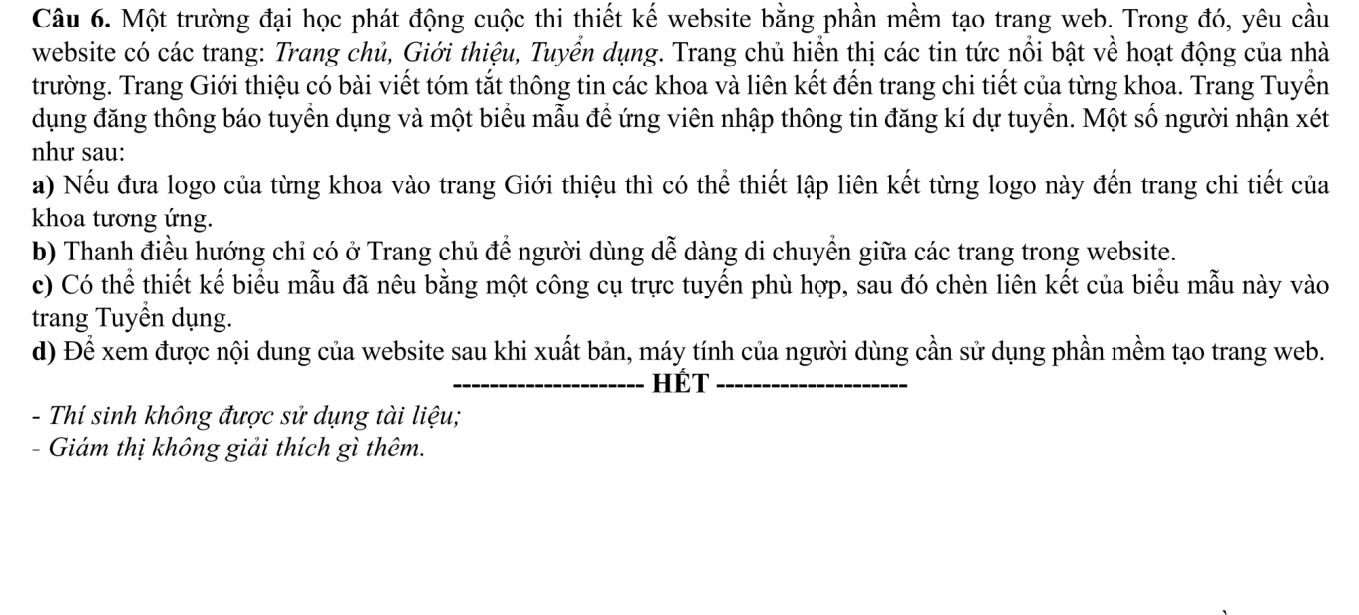 Câu 6. Một trường đại học phát động cuộc thi thiết kế website bằng phần mềm tạo trang web. Trong đó, yêu cầu
website có các trang: Trang chủ, Giới thiệu, Tuyển dụng. Trang chủ hiển thị các tin tức nổi bật về hoạt động của nhà
trường. Trang Giới thiệu có bài viết tóm tắt thông tin các khoa và liên kết đến trang chi tiết của từng khoa. Trang Tuyển
dụng đăng thông báo tuyển dụng và một biểu mẫu để ứng viên nhập thông tin đăng kí dự tuyển. Một số người nhận xét
như sau:
a) Nếu đưa logo của từng khoa vào trang Giới thiệu thì có thể thiết lập liên kết từng logo này đến trang chi tiết của
khoa tương ứng.
b) Thanh điều hướng chỉ có ở Trang chủ để người dùng dễ dàng di chuyển giữa các trang trong website.
c) Có thể thiết kế biểu mẫu đã nêu bằng một công cụ trực tuyến phù hợp, sau đó chèn liên kết của biểu mẫu này vào
trang Tuyển dụng.
d) Để xem được nội dung của website sau khi xuất bản, máy tính của người dùng cần sử dụng phần mềm tạo trang web.
--------------------- HẾT ---------------------
- Thí sinh không được sử dụng tài liệu;
- Giám thị không giải thích gì thêm.